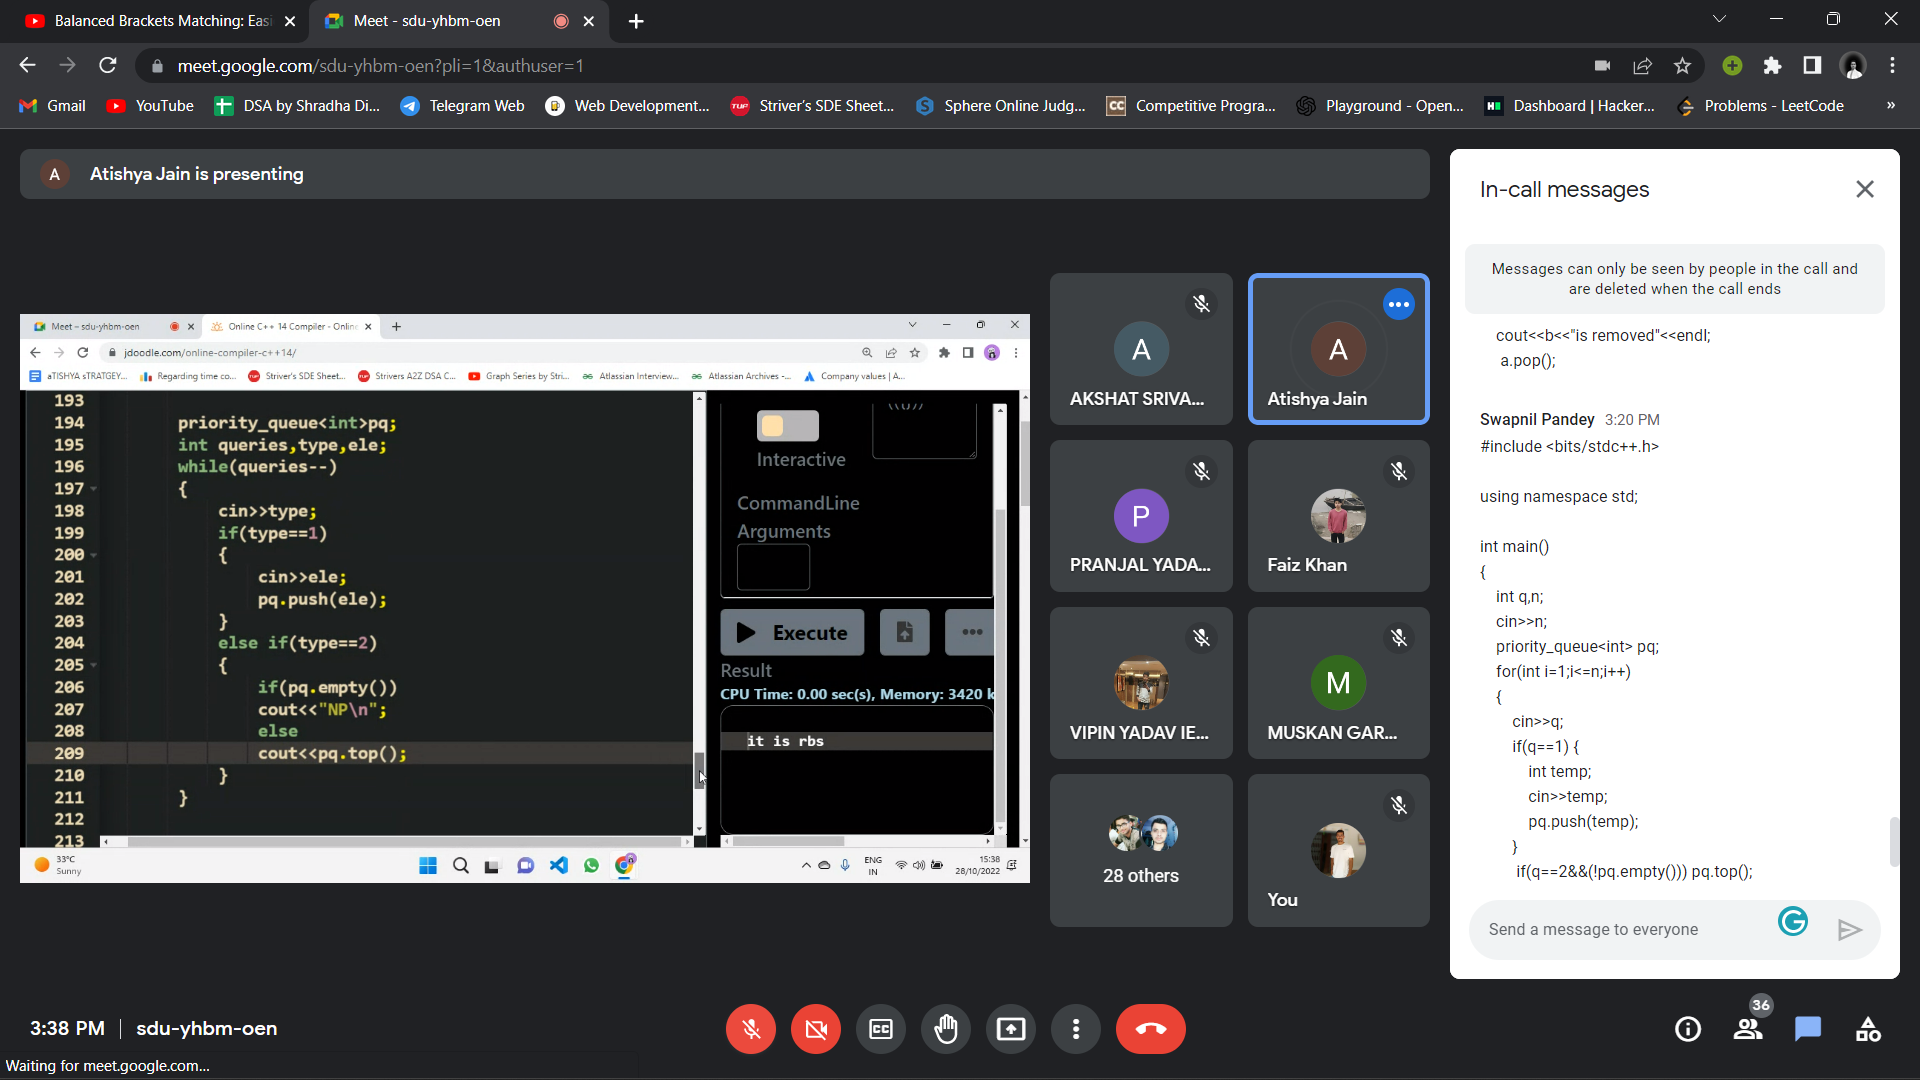 Balanced Brackets Matching: Easi
Meet - sdu-yhbm-oen
meet.google.com/sdu-yhbm-oen?pli=1&authuser=1
Gmail
YouTube
DSA by Shradha Di...
Telegram Web
Web Development...
Striver's SDE Sheet...
Sphere Online Judg...
Competitive Progra...
Playground - Open...
Dashboard | Hacker...
Problems - LeetCode
»
A
Atishya Jain is presenting
Meet – sdu-yhbm-oen
Online C++ 14 Compiler - Online
jdoodle.com/online-compiler-c++14/
aTISHYA sTRATGEY...
Regarding time co...
Striver's SDE Sheet...
Strivers A2Z DSA C...
Graph Series by Stri...
Atlassian Interview...
Atlassian Archives -...
Company values | A...
193
194 priority_queue<int>pq;
195 int queries,type,ele;
196 while(queries--)
197 {
198 cin>>type;
199 if(type==1)
200 {
201 cin>>ele;
202 pq.push(ele);
203 }
204 else if(type==2)
205 {
206 if(pq.empty())
207 cout<<"NP\n";
208 else
209 cout<<pq.top();
210 }
211 }
212
213
Interactive
CommandLine
Arguments
Execute
Result
CPU Time: 0.00 sec(s), Memory: 3420 k
it is rbs
33°C
Sunny
ENG
IN
15:38
28/10/2022
A
AKSHAT SRIVA...
A
Atishya Jain
P
PRANJAL YADA...
Faiz Khan
VIPIN YADAV IE...
M
MUSKAN GAR...
28 others
You
In-call messages
Messages can only be seen by people in the call and
are deleted when the call ends
cout<<b<<"is removed"<<endl;
a.pop();
Swapnil Pandey 3:20 PM
#include <bits/stdc++.h>
using namespace std;
int main()
{
int q,n;
cin>>n;
priority_queue<int> pq;
for(int i=1;i<=n;i++)
{
cin>>q;
if(q==1) {
int temp;
cin>>temp;
pq.push(temp);
}
if(q==2&&(!pq.empty())) pq.top();
Send a message to everyone
3:38 PM | sdu-yhbm-oen
36
Waiting for meet.google.com...